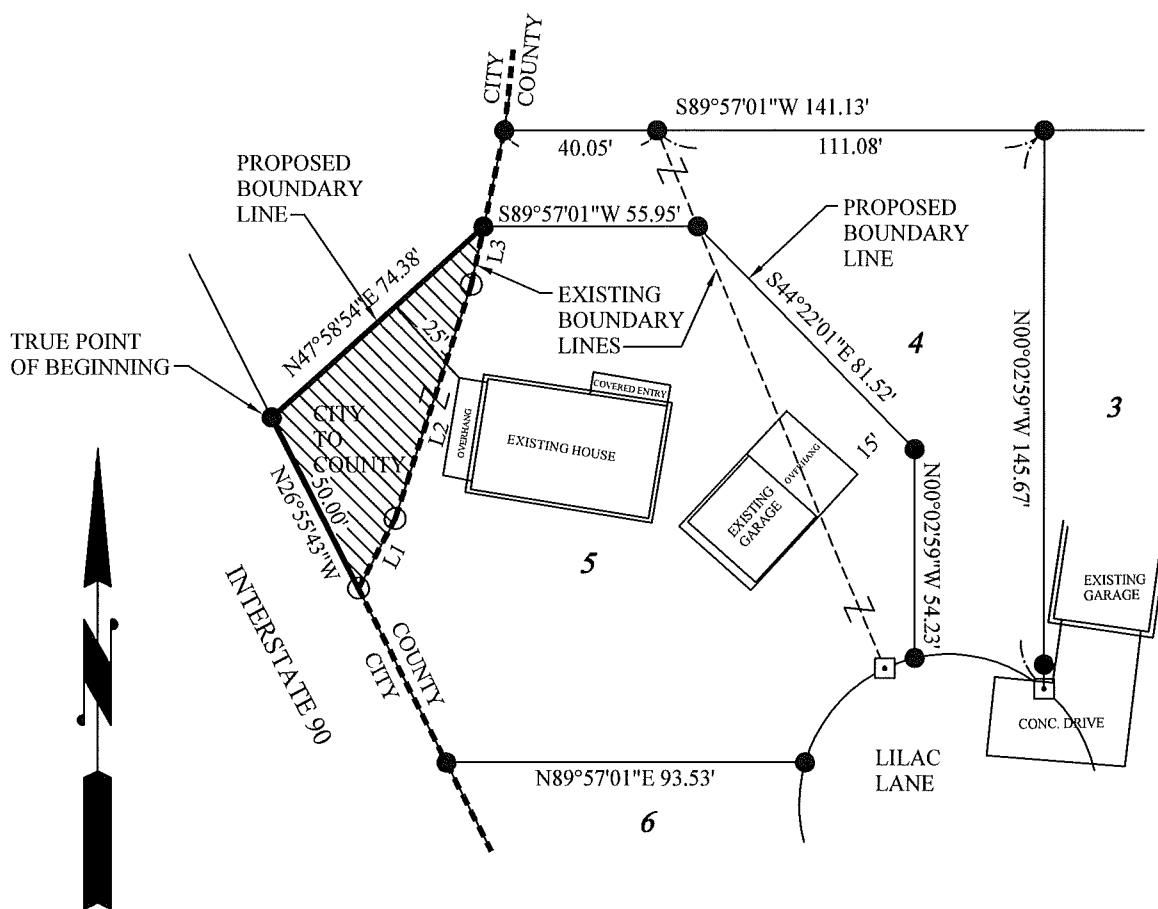 CITY
COUNTY
S89°57'01"W 141.13'
40.05'
111.08'
PROPOSED
BOUNDARY
LINE
S89°57'01"W 55.95'
PROPOSED
BOUNDARY
LINE
L3
EXISTING
BOUNDARY
LINES
N47°58'54"E 74.38'
25'
S44°22'01"E 81.52'
4
TRUE POINT
OF BEGINNING
N00°02'59"W 145.67'
3
COVERED ENTRY
CITY
TO
COUNTY
L2
OVERHANG
EXISTING HOUSE
15'
OVERHANG
EXISTING
GARAGE
N26°55'43"W
50.00'
L1
5
N00°02'59"W 54.23'
EXISTING
GARAGE
INTERSTATE 90
COUNTY
CITY
CONC. DRIVE
LILAC
LANE
N89°57'01"E 93.53'
6